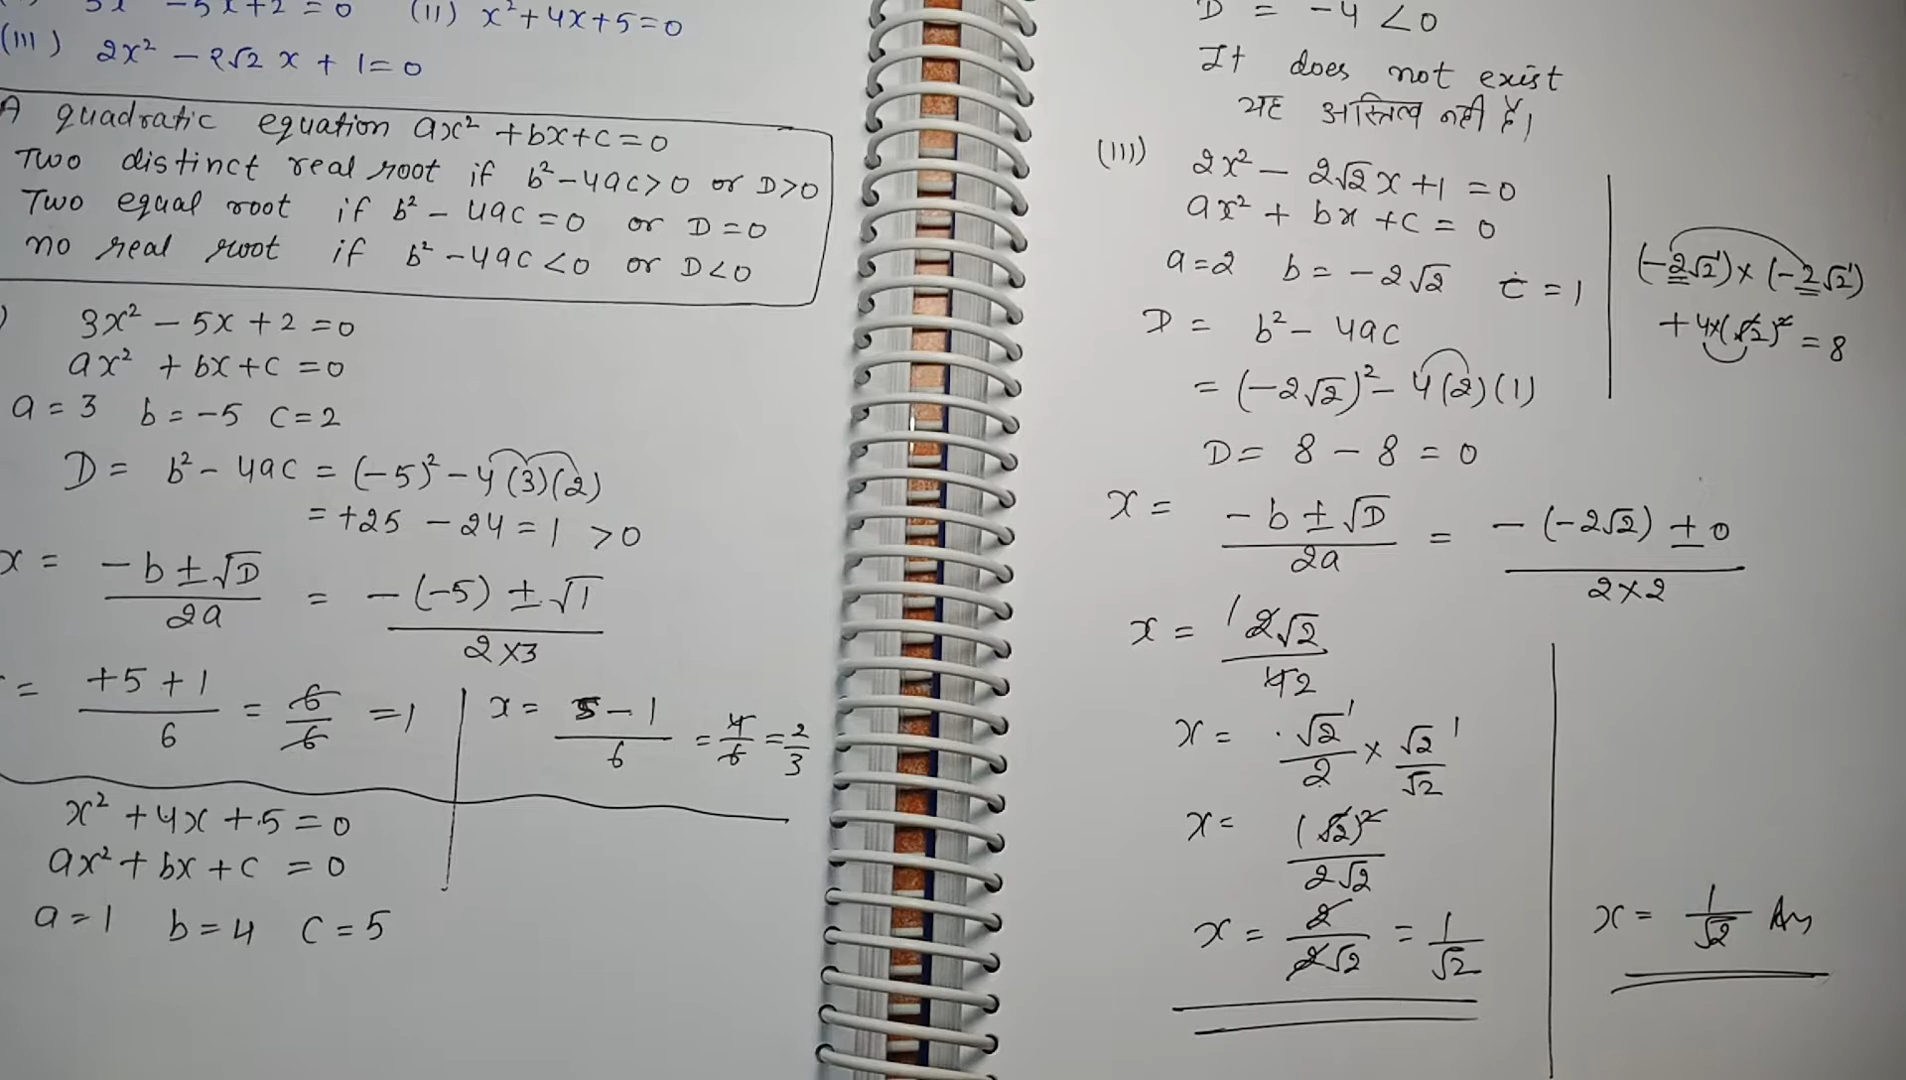 3x² - 5x + 2 = 0 (II) x² + 4x + 5 = 0
(III) 2x² - 2√2 x + 1 = 0
A quadratic equation ax² + bx + c = 0
Two distinct real root if b² - 4ac > 0 or D > 0
Two equal root if b² - 4ac = 0 or D = 0
no real root if b² - 4ac < 0 or D < 0
3x² - 5x + 2 = 0
ax² + bx + c = 0
a = 3 b = -5 c = 2
D = b² - 4ac = (-5)² - 4(3)(2)
= +25 - 24 = 1 > 0
x = (-b ± √D)/2a = (-(-5) ± √1)/(2×3)
= (+5 + 1)/6 = 6/6 = 1
x = (5 - 1)/6 = 4/6 = 2/3
x² + 4x + 5 = 0
ax² + bx + c = 0
a = 1 b = 4 c = 5
D = -4 < 0
It does not exist
यह अस्तित्व नहीं है।
(III) 2x² - 2√2 x + 1 = 0
ax² + bx + c = 0
a = 2 b = -2√2 c = 1
D = b² - 4ac
= (-2√2)² - 4(2)(1)
D = 8 - 8 = 0
(-2√2) × (-2√2)
+ 4×(√2)² = 8
x = (-b ± √D)/2a = (-(-2√2) ± 0)/(2×2)
x = 1 2√2/4 2
x = √2/2 × √2/√2
x = (√2)²/2√2
x = 2/2√2 = 1/√2
x = 1/√2 Ans